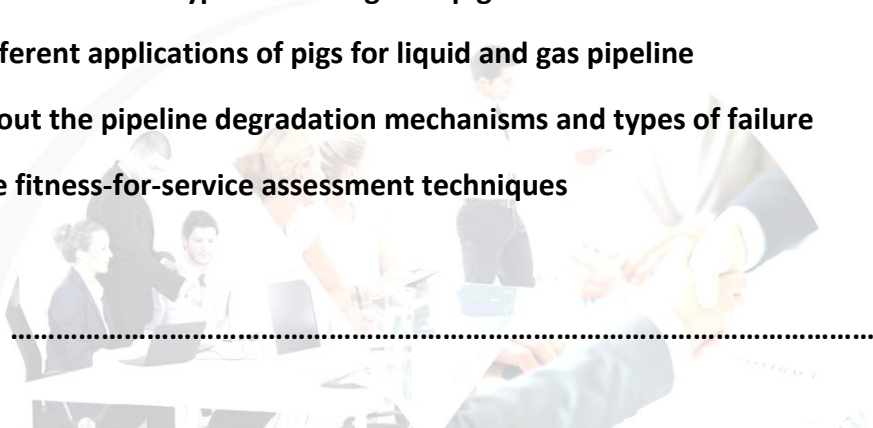 fferent applications of pigs for liquid and gas pipeline
out the pipeline degradation mechanisms and types of failure
e fitness-for-service assessment techniques
……………………………………………………………………………………………………